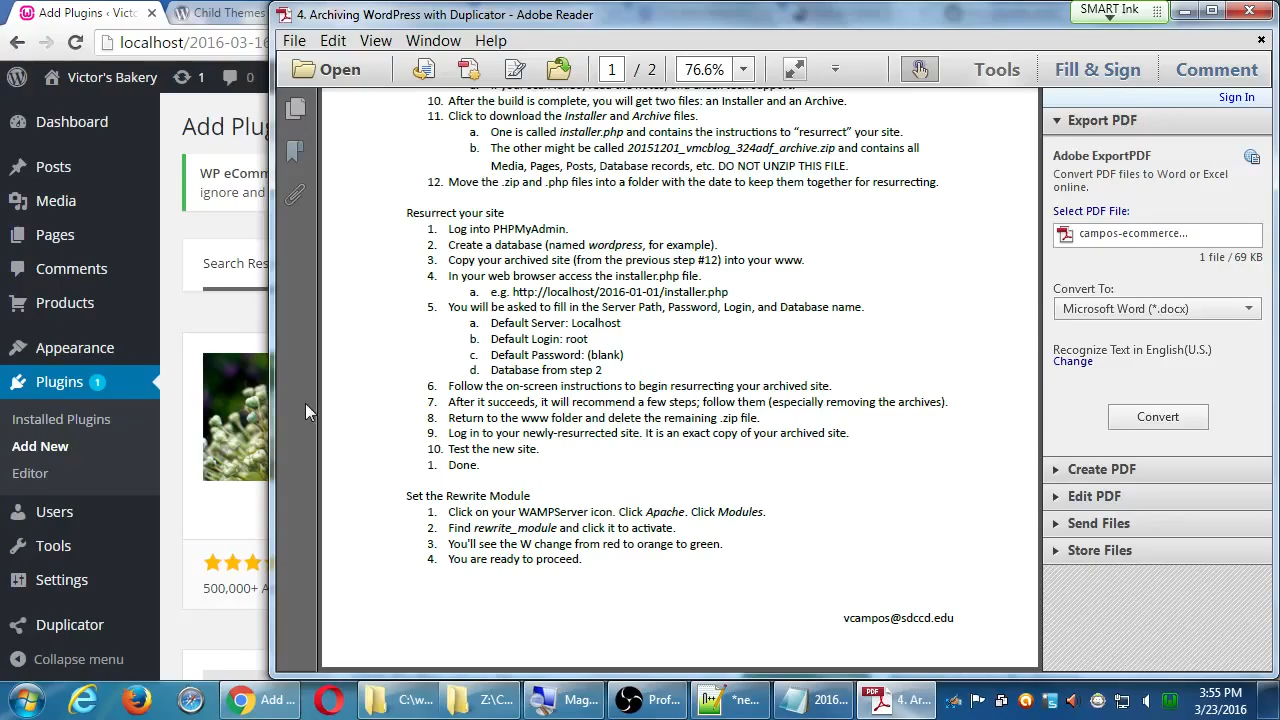 Add Plugins ‹ Victo
Child Themes
4. Archiving WordPress with Duplicator - Adobe Reader
SMART Ink
localhost/2016-03-16
File Edit View Window Help
Open 1 / 2 76.6% Tools Fill & Sign Comment
Victor's Bakery 1 0
Sign In
Dashboard
Posts
Media
Pages
Comments
Products
Appearance
Plugins 1
Installed Plugins
Add New
Editor
Users
Tools
Settings
Duplicator
Collapse menu
Add Plu
WP eComm
ignore and
Search Res
500,000+ A
10. After the build is complete, you will get two files: an Installer and an Archive.
11. Click to download the Installer and Archive files.
a. One is called installer.php and contains the instructions to “resurrect” your site.
b. The other might be called 20151201_vmcblog_324adf_archive.zip and contains all
Media, Pages, Posts, Database records, etc. DO NOT UNZIP THIS FILE.
12. Move the .zip and .php files into a folder with the date to keep them together for resurrecting.
Resurrect your site
1. Log into PHPMyAdmin.
2. Create a database (named wordpress, for example).
3. Copy your archived site (from the previous step #12) into your www.
4. In your web browser access the installer.php file.
a. e.g. http://localhost/2016-01-01/installer.php
5. You will be asked to fill in the Server Path, Password, Login, and Database name.
a. Default Server: Localhost
b. Default Login: root
c. Default Password: (blank)
d. Database from step 2
6. Follow the on-screen instructions to begin resurrecting your archived site.
7. After it succeeds, it will recommend a few steps; follow them (especially removing the archives).
8. Return to the www folder and delete the remaining .zip file.
9. Log in to your newly-resurrected site. It is an exact copy of your archived site.
10. Test the new site.
1. Done.
Set the Rewrite Module
1. Click on your WAMPServer icon. Click Apache. Click Modules.
2. Find rewrite_module and click it to activate.
3. You'll see the W change from red to orange to green.
4. You are ready to proceed.
vcampos@sdccd.edu
Export PDF
Adobe ExportPDF
Convert PDF files to Word or Excel
online.
Select PDF File:
campos-ecommerce...
1 file / 69 KB
Convert To:
Microsoft Word (*.docx)
Recognize Text in English(U.S.)
Change
Convert
Create PDF
Edit PDF
Send Files
Store Files
Add ... C:\w... Z:\C... Mag... Prof... *ne... 2016... PDF 4. Ar...
3:55 PM
3/23/2016